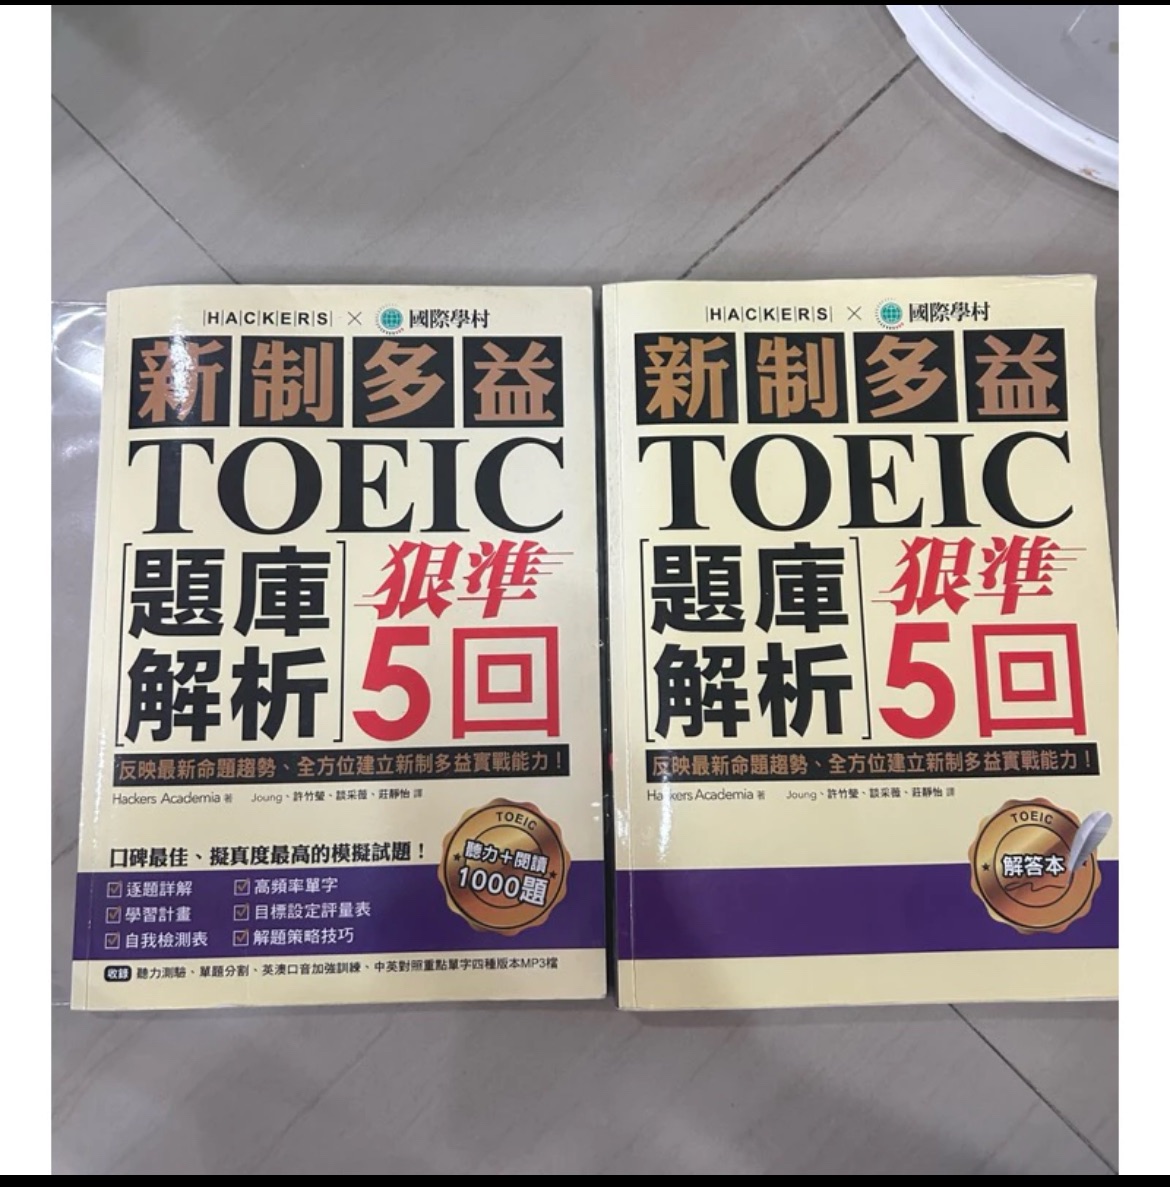 HACKERS × 國際學村
新制多益
TOEIC
題庫
解析
狠準
5回
反映最新命題趨勢、全方位建立新制多益實戰能力！
Hackers Academia 著 Joung、許竹瑩、談采薇、莊靜怡 譯
口碑最佳、擬真度最高的模擬試題！
TOEIC
聽力＋閱讀
1000題
逐題詳解 高頻率單字
學習計畫 目標設定評量表
自我檢測表 解題策略技巧
收錄 聽力測驗、單題分割、英澳口音加強訓練、中英對照重點單字四種版本MP3檔
HACKERS × 國際學村
新制多益
TOEIC
題庫
解析
狠準
5回
反映最新命題趨勢、全方位建立新制多益實戰能力！
Hackers Academia 著 Joung、許竹瑩、談采薇、莊靜怡 譯
TOEIC
解答本